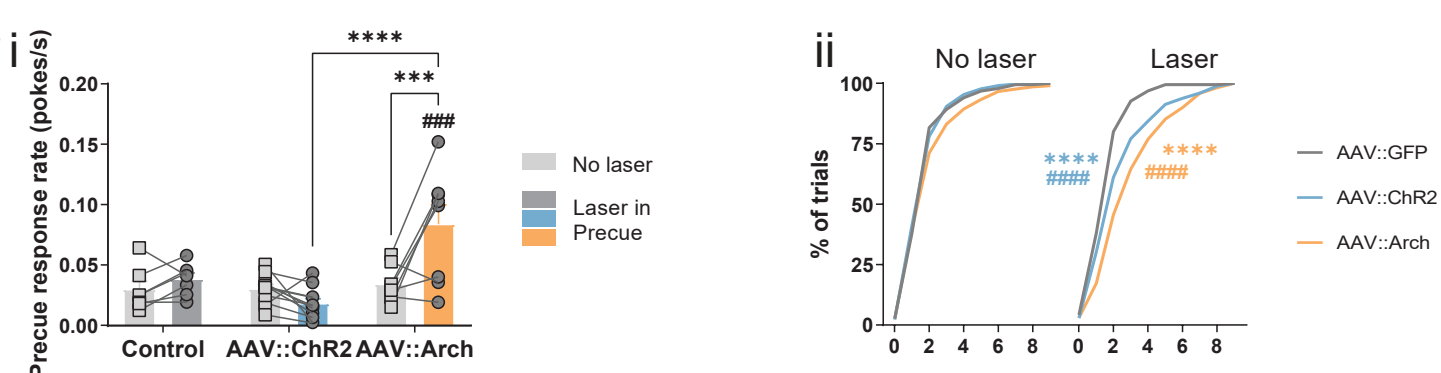 i
Precue response rate (pokes/s)
0.20
0.15
0.10
0.05
0.00
****
***
###
Control
AAV::ChR2
AAV::Arch
No laser
Laser in
Precue
ii
No laser
Laser
% of trials
100
75
50
25
0
****
####
****
####
0 2 4 6 8
0 2 4 6 8
AAV::GFP
AAV::ChR2
AAV::Arch